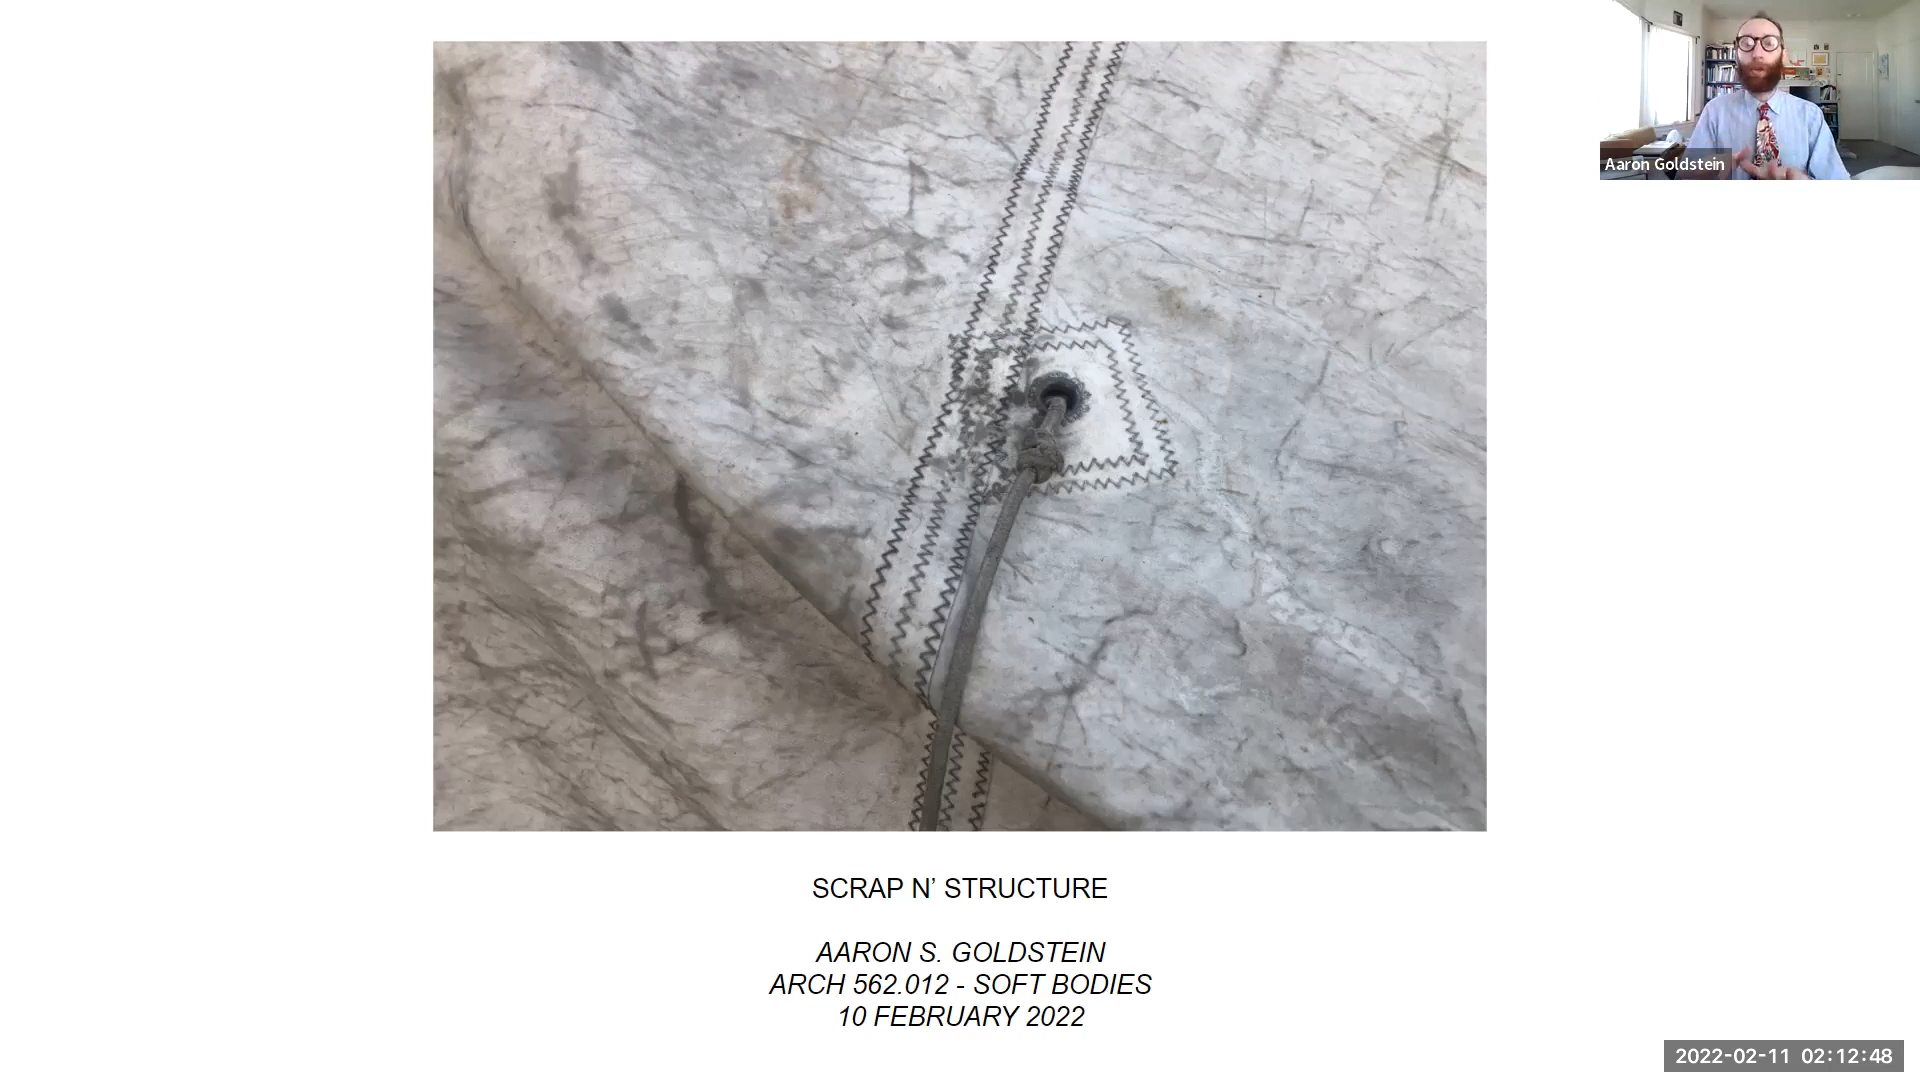 Aaron Goldstein
SCRAP N’ STRUCTURE
AARON S. GOLDSTEIN
ARCH 562.012 - SOFT BODIES
10 FEBRUARY 2022
2022-02-11 02:12:48